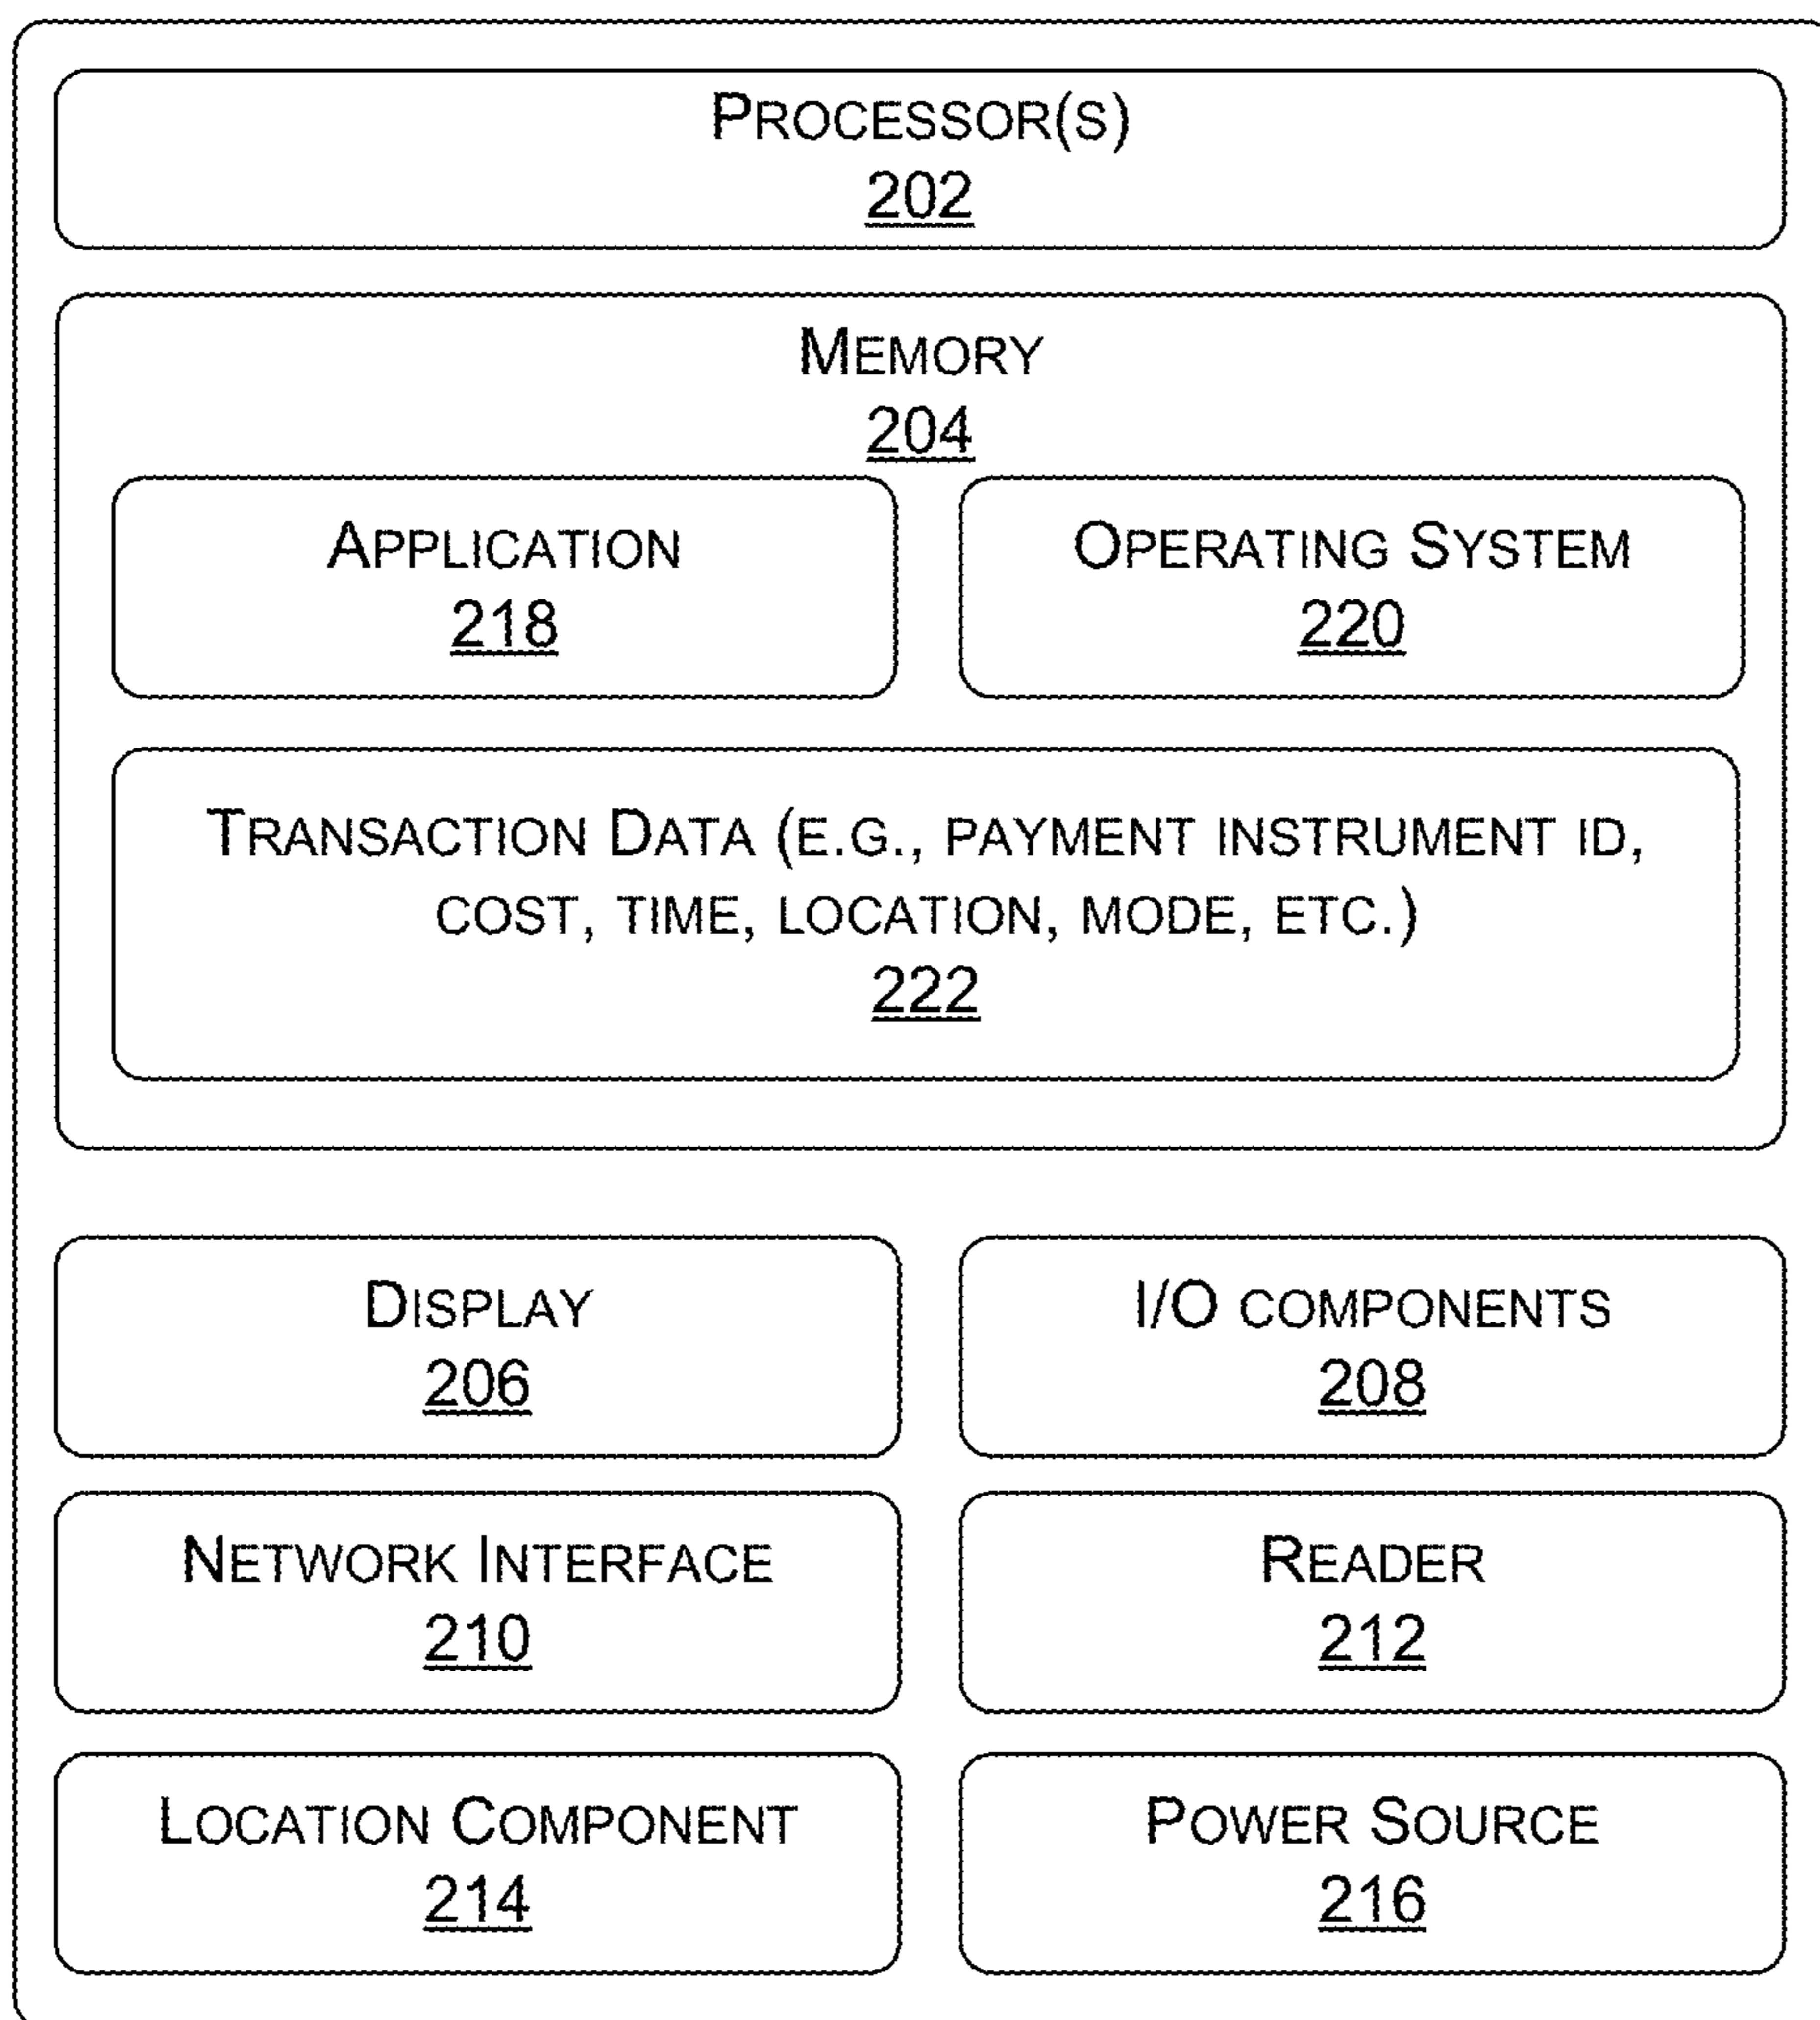 PROCESSOR(S)
202
MEMORY
204
APPLICATION
218
OPERATING SYSTEM
220
TRANSACTION DATA (E.G., PAYMENT INSTRUMENT ID,
COST, TIME, LOCATION, MODE, ETC.)
222
DISPLAY
206
I/O COMPONENTS
208
NETWORK INTERFACE
210
READER
212
LOCATION COMPONENT
214
POWER SOURCE
216